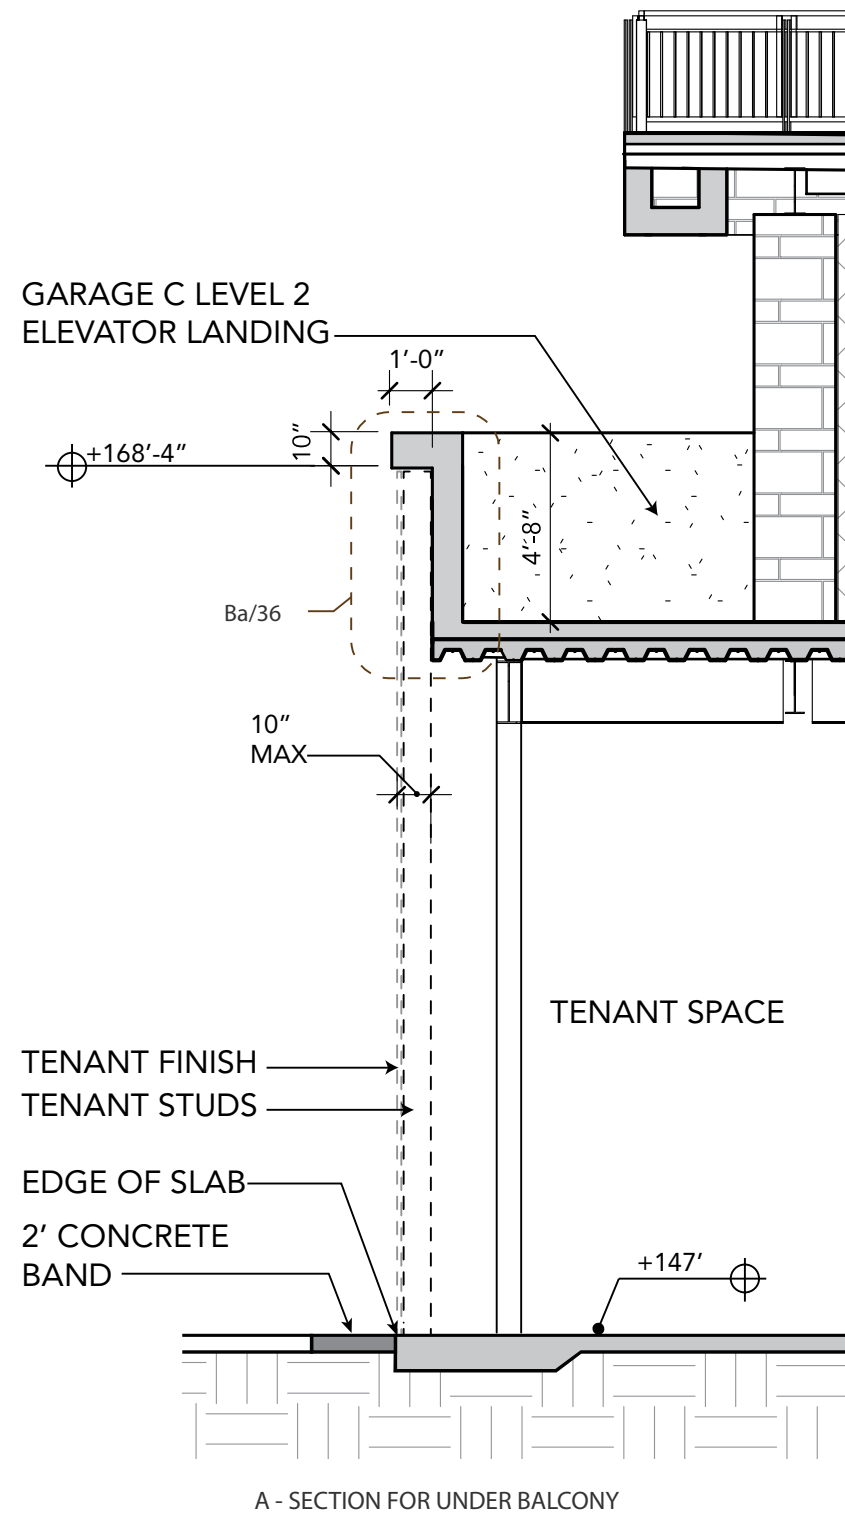 GARAGE C LEVEL 2
ELEVATOR LANDING
1’-0”
10”
+168’-4”
4’-8”
Ba/36
10”
MAX
TENANT SPACE
TENANT FINISH
TENANT STUDS
EDGE OF SLAB
2’ CONCRETE
BAND
+147’
A - SECTION FOR UNDER BALCONY